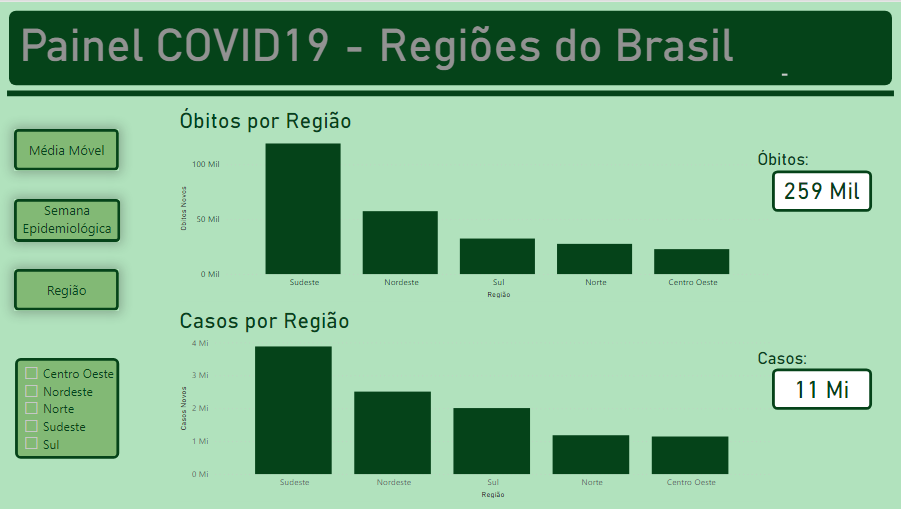 Painel COVID19 - Regiões do Brasil
-
Média Móvel
Semana
Epidemiológica
Região
Centro Oeste
Nordeste
Norte
Sudeste
Sul
Óbitos por Região
Óbitos Novos
100 Mil
50 Mil
0 Mil
Sudeste
Nordeste
Sul
Norte
Centro Oeste
Região
Óbitos:
259 Mil
Casos por Região
Casos Novos
4 Mi
3 Mi
2 Mi
1 Mi
0 Mi
Sudeste
Nordeste
Sul
Norte
Centro Oeste
Região
Casos:
11 Mi